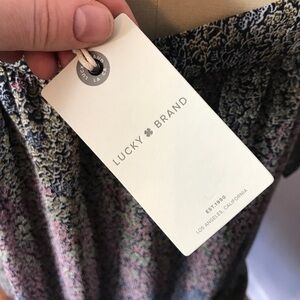 LUCKY BRAND
EST.1990
LOS ANGELES, CALIFORNIA